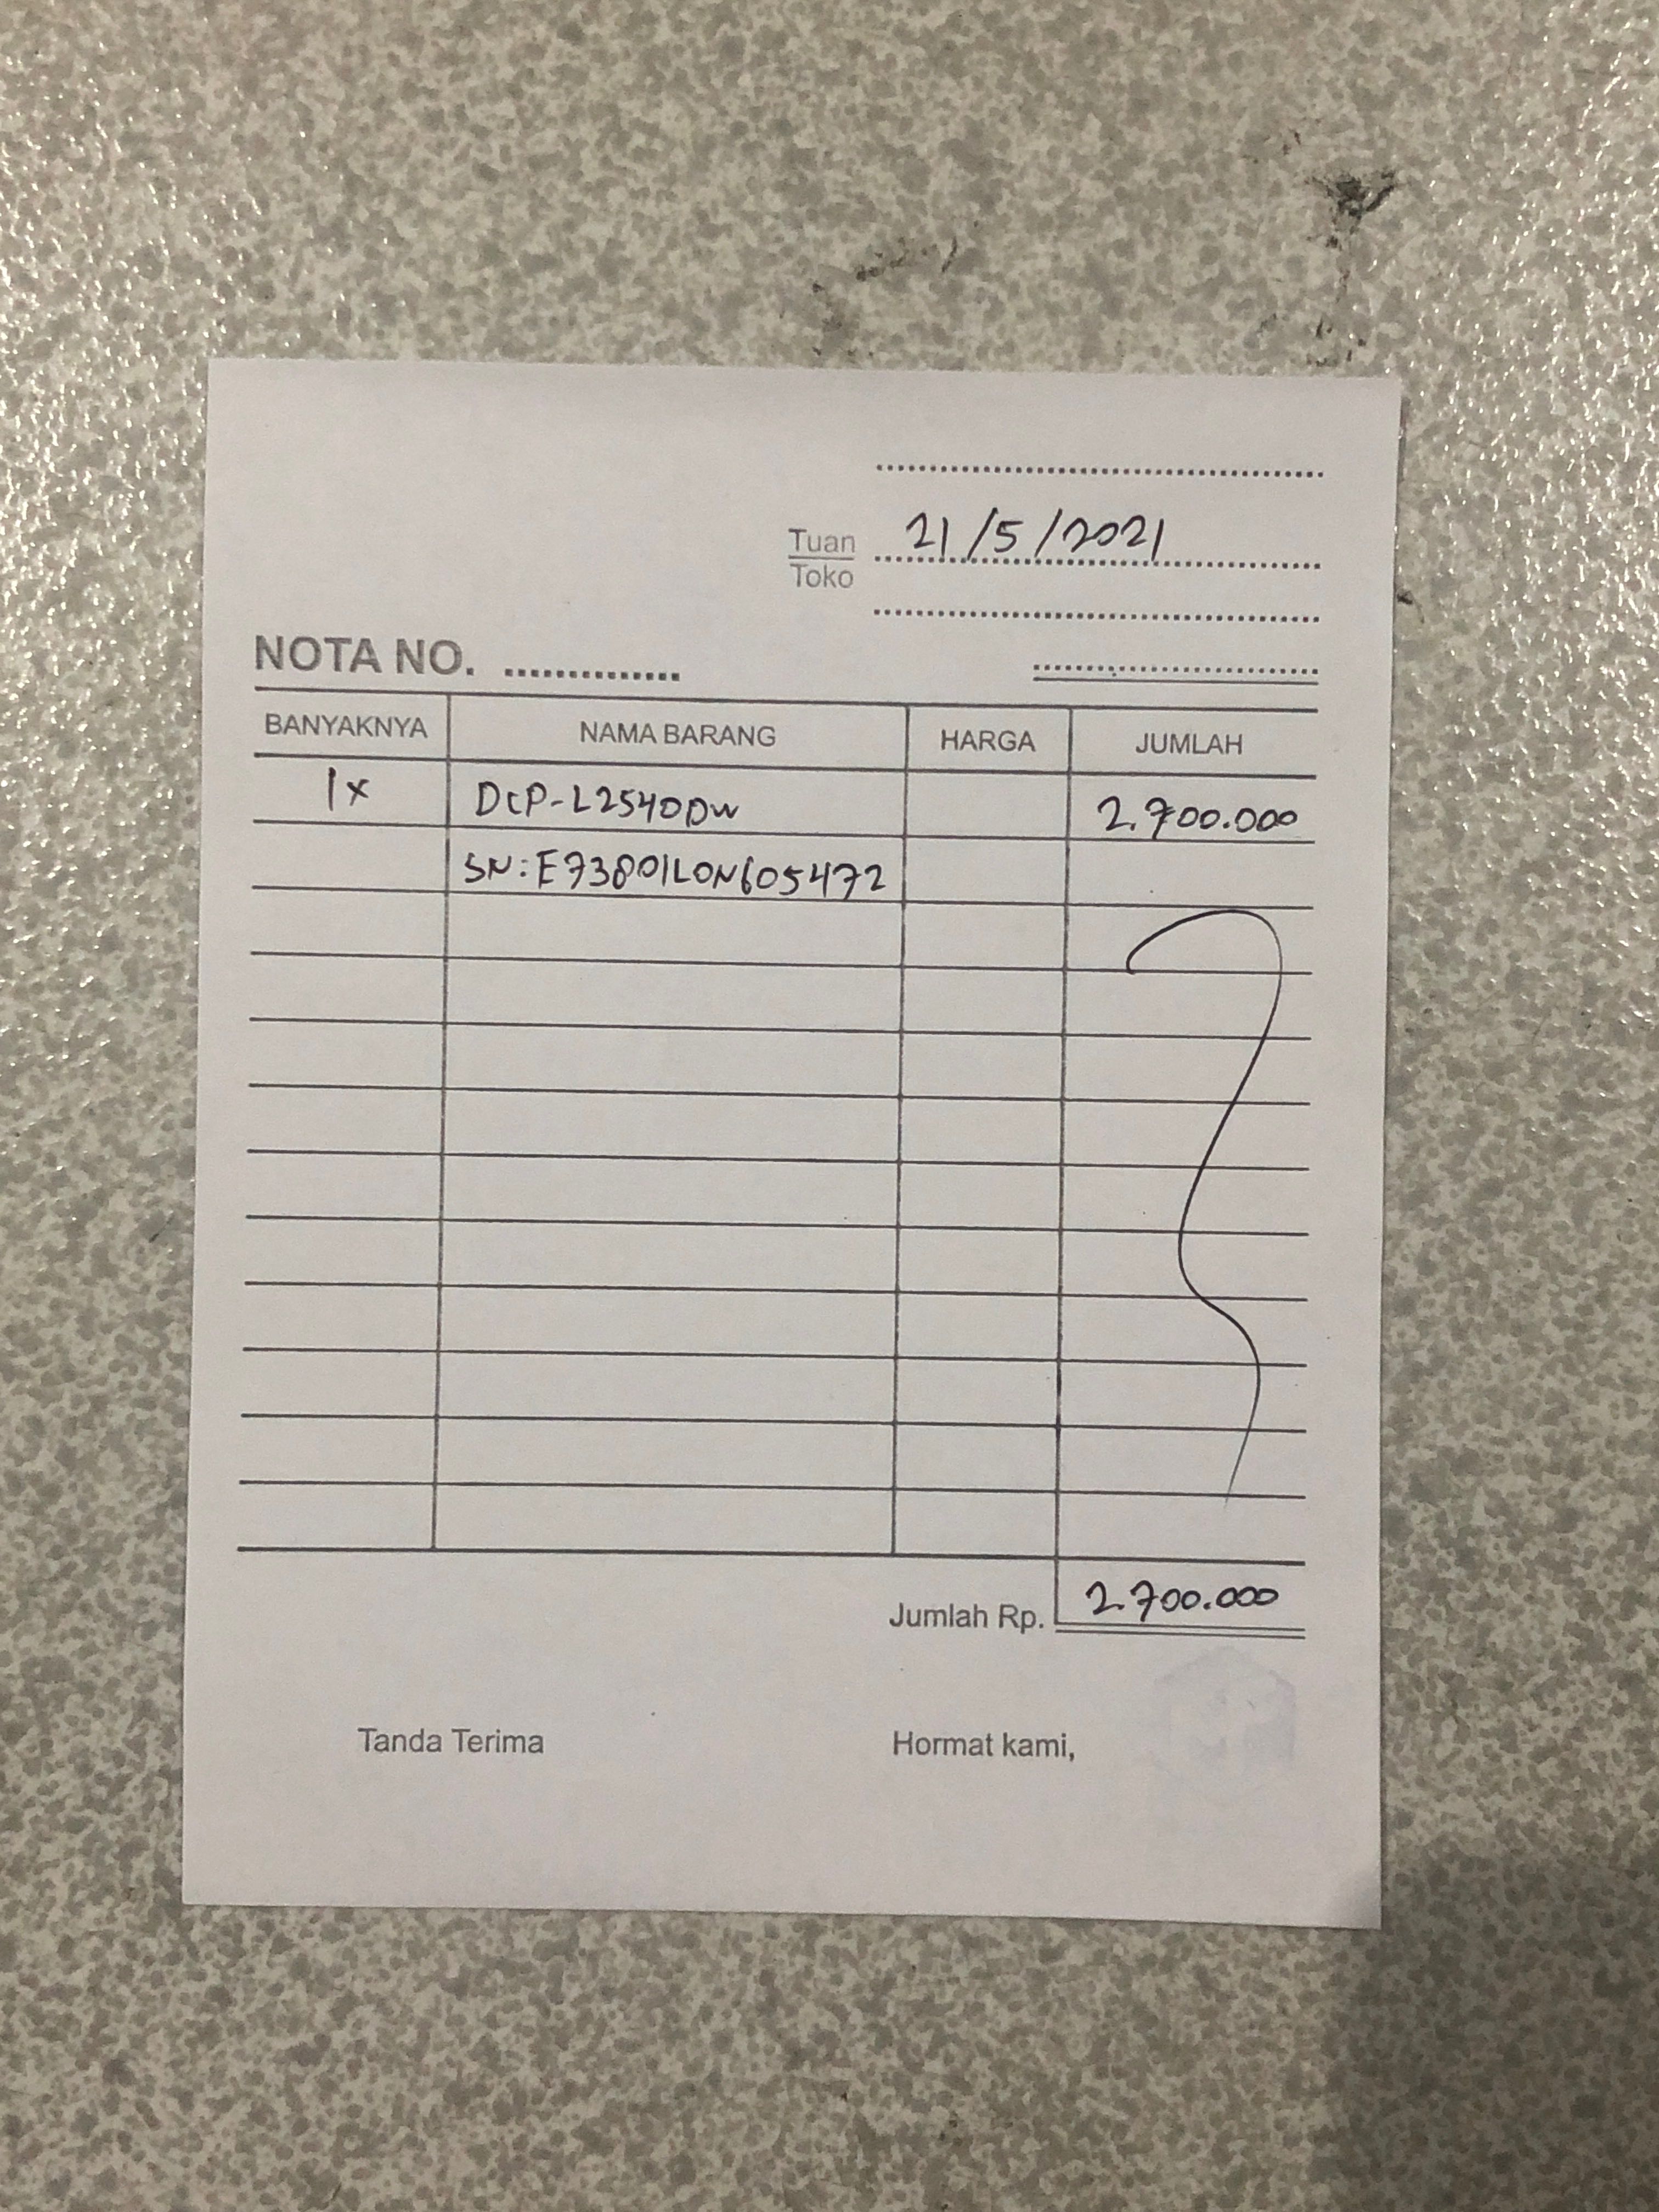 21/5/2021
Tuan
Toko
NOTA NO.
BANYAKNYA NAMA BARANG HARGA JUMLAH
1x DCP-L2540DW 2.700.000
SN: E73801L0N605472
Jumlah Rp. 2.700.000
Tanda Terima Hormat kami,